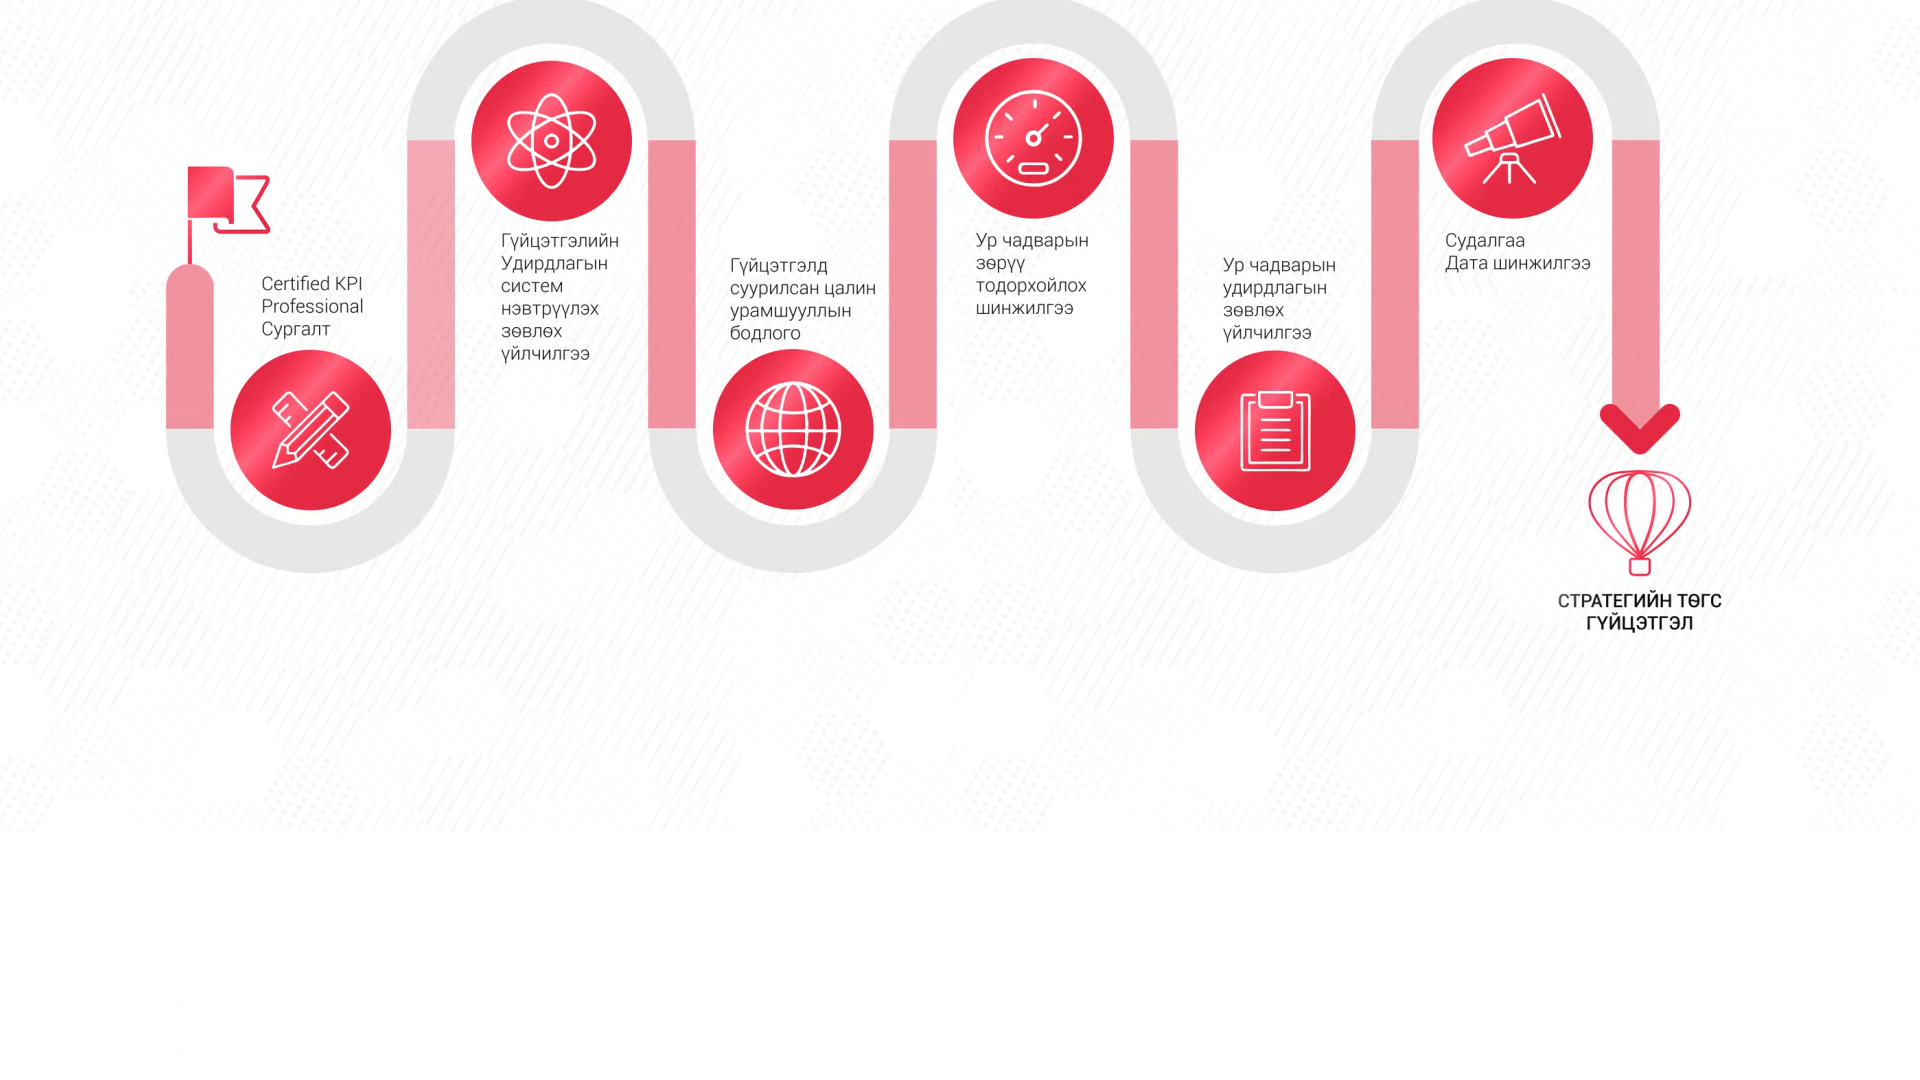 Certified KPI
Professional
Сургалт
Гүйцэтгэлийн
Удирдлагын
систем
нэвтрүүлэх
зөвлөх
үйлчилгээ
Гүйцэтгэлд
суурилсан цалин
урамшууллын
бодлого
Ур чадварын
зөрүү
тодорхойлох
шинжилгээ
Ур чадварын
удирдлагын
зөвлөх
үйлчилгээ
Судалгаа
Дата шинжилгээ
СТРАТЕГИЙН ТӨГС
ГҮЙЦЭТГЭЛ